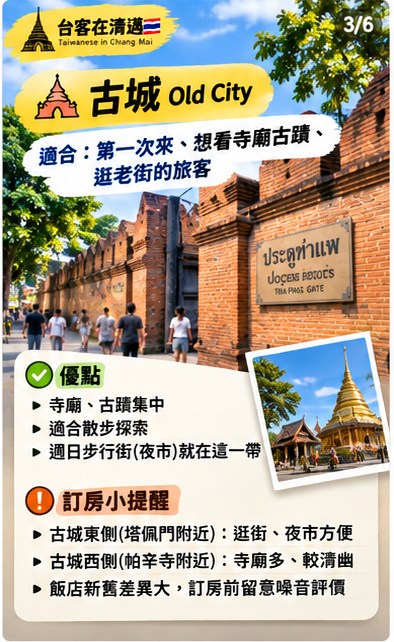 台客在清邁
Taiwanese in Chiang Mai
3/6
古城 Old City
適合：第一次來、想看寺廟古蹟、
逛老街的旅客
ประตูท่าแพ
GATE
優點
▶ 寺廟、古蹟集中
▶ 適合散步探索
▶ 週日步行街(夜市)就在這一帶
訂房小提醒
▶ 古城東側(塔佩門附近)：逛街、夜市方便
▶ 古城西側(帕辛寺附近)：寺廟多、較清幽
▶ 飯店新舊差異大，訂房前留意噪音評價